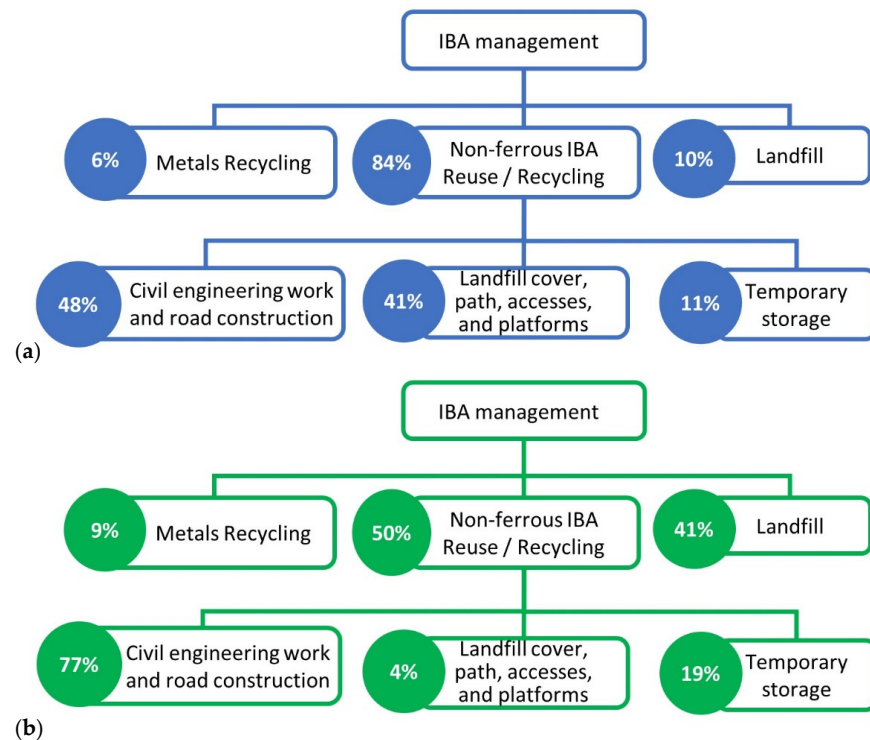 IBA management
6%
Metals Recycling
84%
Non-ferrous IBA
Reuse / Recycling
10%
Landfill
48%
Civil engineering work
and road construction
41%
Landfill cover,
path, accesses,
and platforms
11%
Temporary
storage
(a)
IBA management
9%
Metals Recycling
50%
Non-ferrous IBA
Reuse / Recycling
41%
Landfill
77%
Civil engineering work
and road construction
4%
Landfill cover,
path, accesses,
and platforms
19%
Temporary
storage
(b)